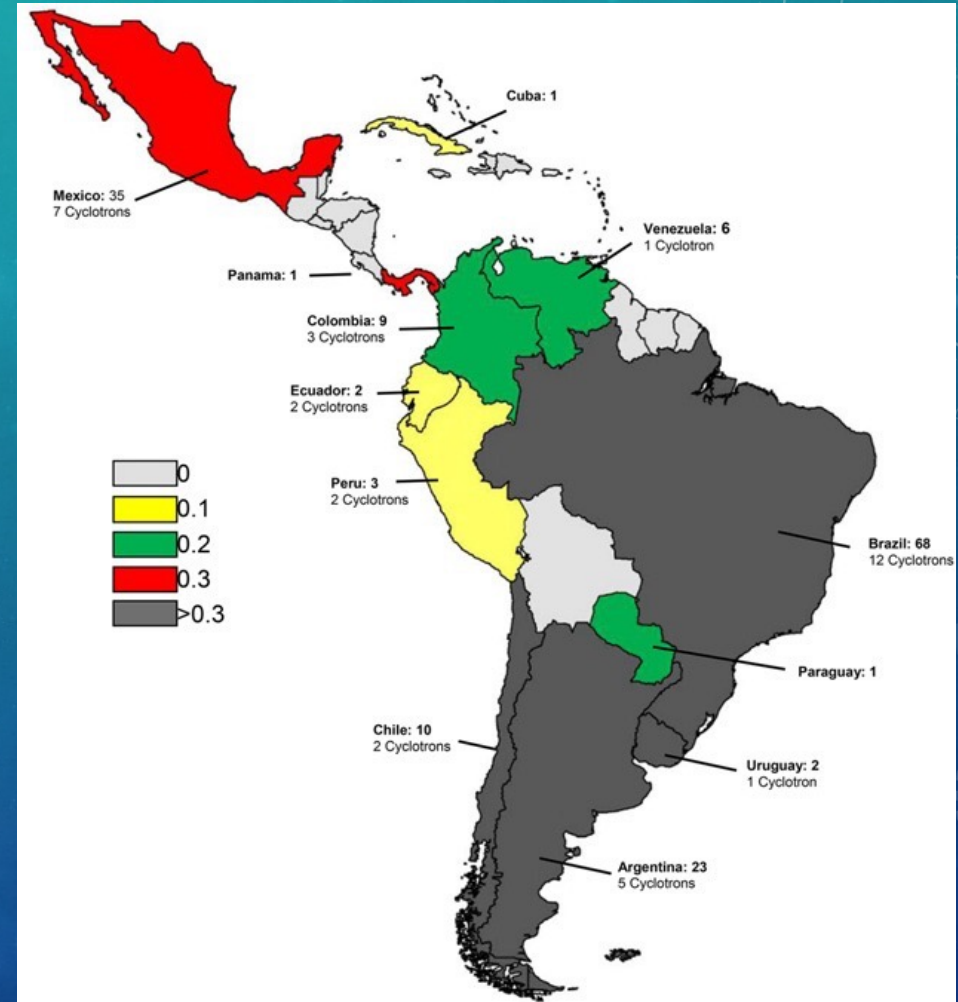 Cuba: 1
Mexico: 35
7 Cyclotrons
Venezuela: 6
1 Cyclotron
Panama: 1
Colombia: 9
3 Cyclotrons
Ecuador: 2
2 Cyclotrons
0
0.1
0.2
0.3
>0.3
Peru: 3
2 Cyclotrons
Brazil: 68
12 Cyclotrons
Paraguay: 1
Chile: 10
2 Cyclotrons
Uruguay: 2
1 Cyclotron
Argentina: 23
5 Cyclotrons